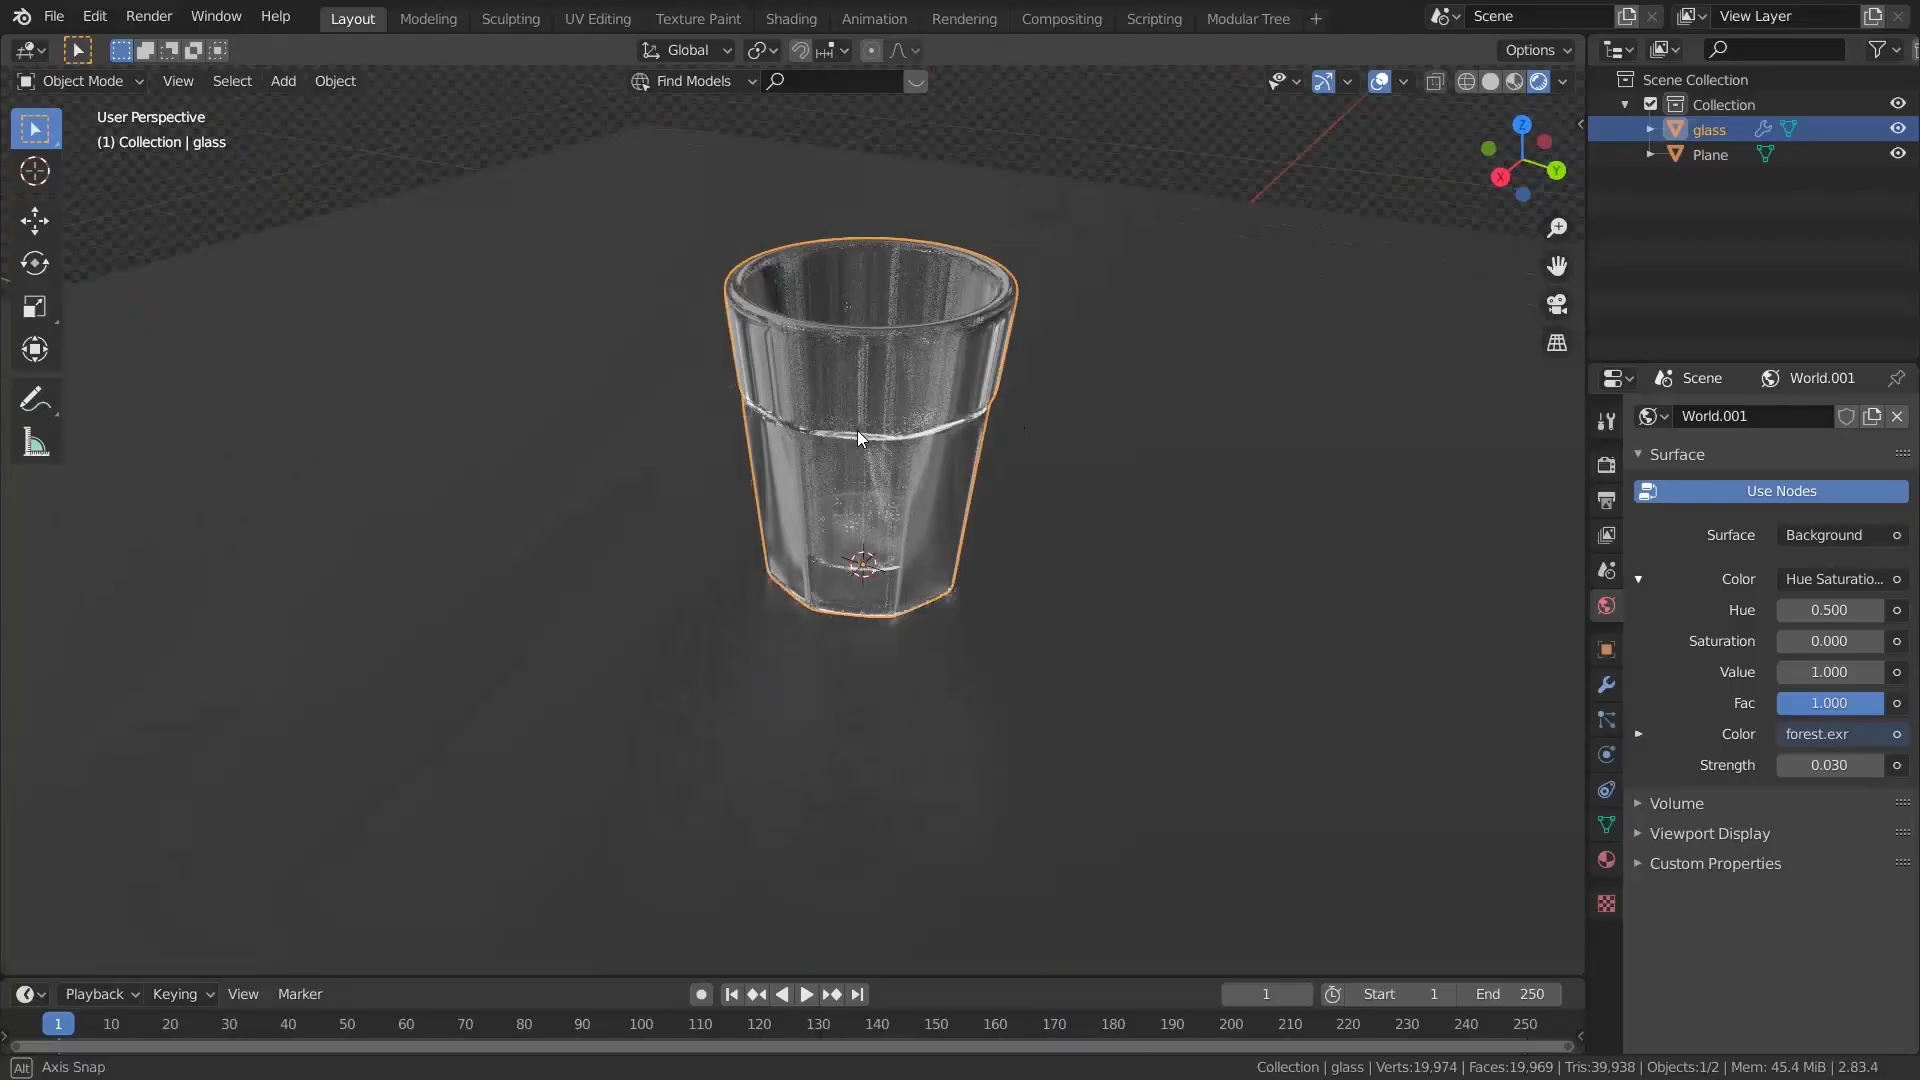 File Edit Render Window Help Layout Modeling Sculpting UV Editing Texture Paint Shading Animation Rendering Compositing Scripting Modular Tree + Scene View Layer
Global Options
Object Mode View Select Add Object Find Models
Scene Collection
Collection
glass
Plane
User Perspective
(1) Collection | glass
Z
Y
X
Scene World.001
World.001
Surface
Use Nodes
Surface Background
Color Hue Saturatio...
Hue 0.500
Saturation 0.000
Value 1.000
Fac 1.000
Color forest.exr
Strength 0.030
Volume
Viewport Display
Custom Properties
Playback Keying View Marker 1 Start 1 End 250
1 10 20 30 40 50 60 70 80 90 100 110 120 130 140 150 160 170 180 190 200 210 220 230 240 250
Alt Axis Snap Collection | glass | Verts:19,974 | Faces:19,969 | Tris:39,938 | Objects:1/2 | Mem: 45.4 MiB | 2.83.4